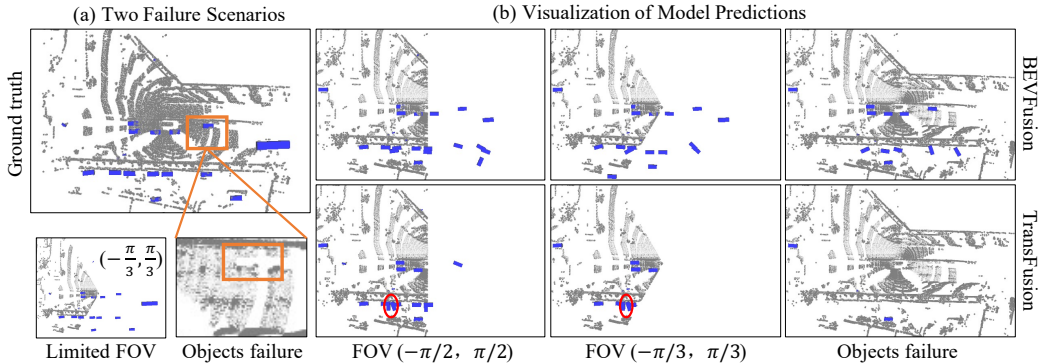 (a) Two Failure Scenarios
(b) Visualization of Model Predictions
Ground truth
BEVFusion
TransFusion
(−π/3, π/3)
Limited FOV
Objects failure
FOV (−π/2, π/2)
FOV (−π/3, π/3)
Objects failure